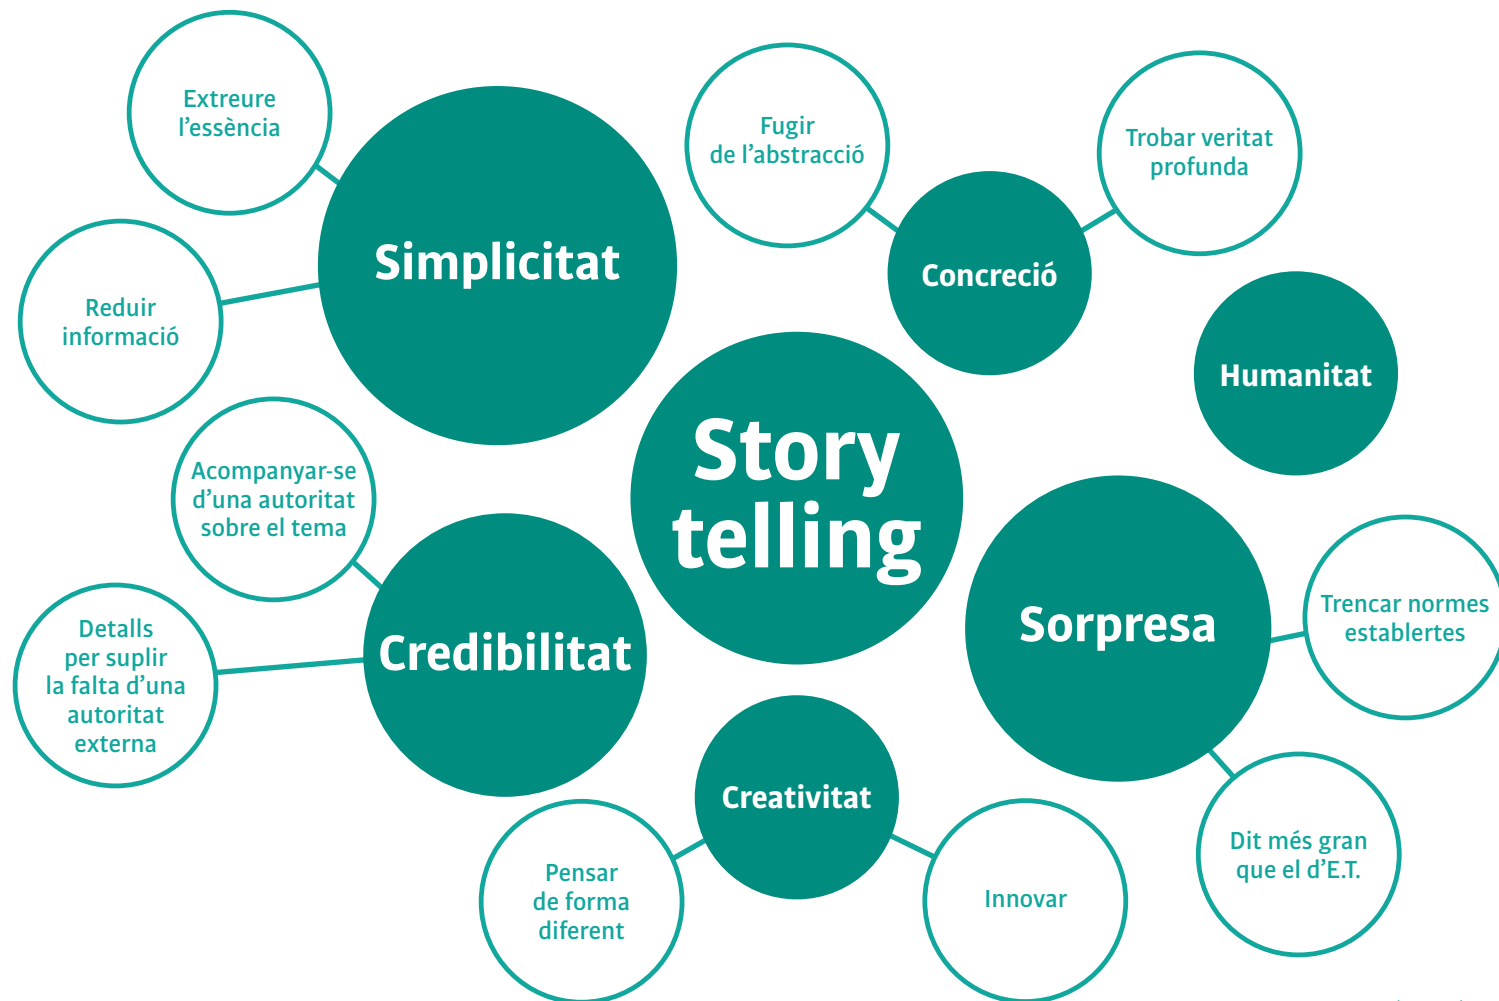 Extreure
l’essència
Simplicitat
Reduir
informació
Fugir
de l’abstracció
Concreció
Trobar veritat
profunda
Humanitat
Story
telling
Acompanyar-se
d’una autoritat
sobre el tema
Credibilitat
Detalls
per suplir
la falta d’una
autoritat
externa
Sorpresa
Trencar normes
establertes
Dit més gran
que el d’E.T.
Creativitat
Pensar
de forma
diferent
Innovar